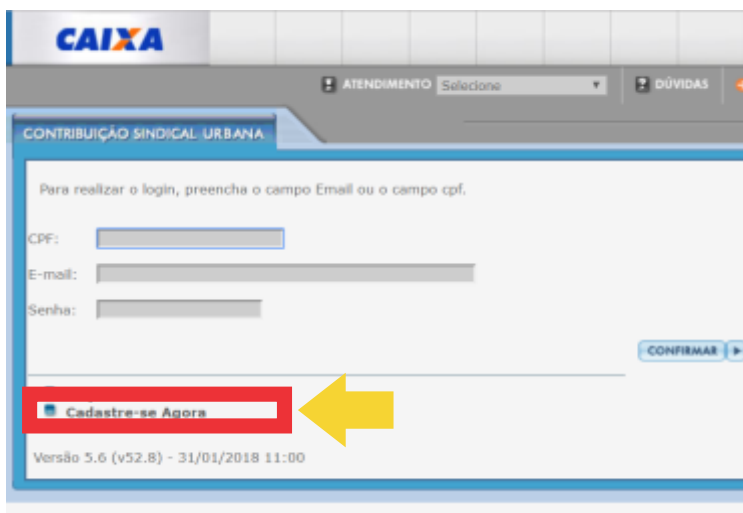 CAIXA
ATENDIMENTO Selecione DÚVIDAS
CONTRIBUIÇÃO SINDICAL URBANA
Para realizar o login, preencha o campo Email ou o campo cpf.
CPF:
E-mail:
Senha:
CONFIRMAR
Cadastre-se Agora
Versão 5.6 (v52.8) - 31/01/2018 11:00